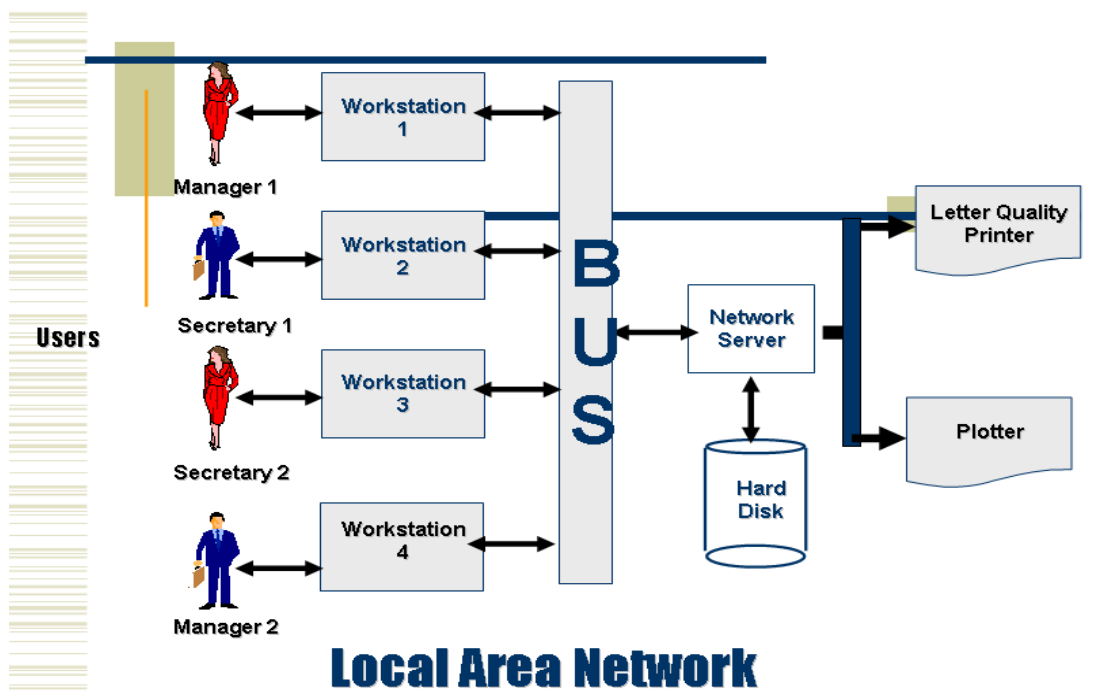 Workstation
1
Manager 1
Workstation
2
Secretary 1
Users
Workstation
3
Secretary 2
Workstation
4
Manager 2
B
U
S
Network
Server
Hard
Disk
Letter Quality
Printer
Plotter
Local Area Network